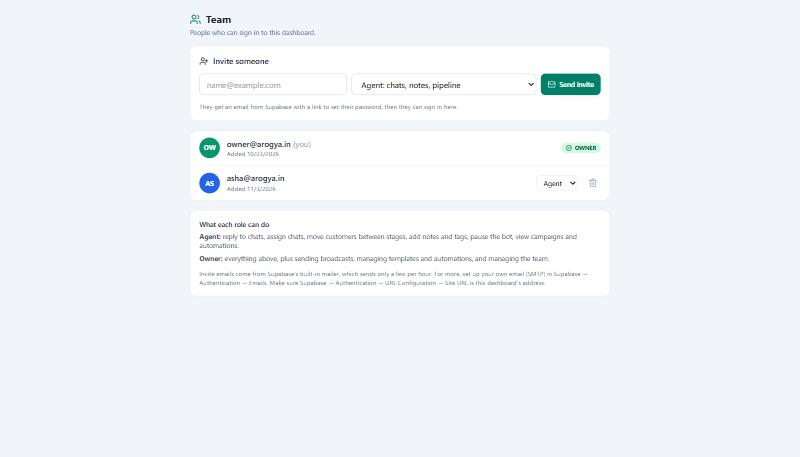 Team
People who can sign in to this dashboard.
Invite someone
name@example.com
Agent: chats, notes, pipeline
Send invite
They get an email from Supabase with a link to set their password, then they can sign in here.
OW
owner@arogya.in (you)
Added 10/23/2026
OWNER
AS
asha@arogya.in
Added 11/3/2026
Agent
What each role can do
Agent: reply to chats, assign chats, move customers between stages, add notes and tags, pause the bot, view campaigns and
automations.
Owner: everything above, plus sending broadcasts, managing templates and automations, and managing the team.
Invite emails come from Supabase's built-in mailer, which sends only a few per hour. For more, set up your own email (SMTP) in Supabase →
Authentication → Emails. Make sure Supabase → Authentication → URL Configuration → Site URL is this dashboard's address.